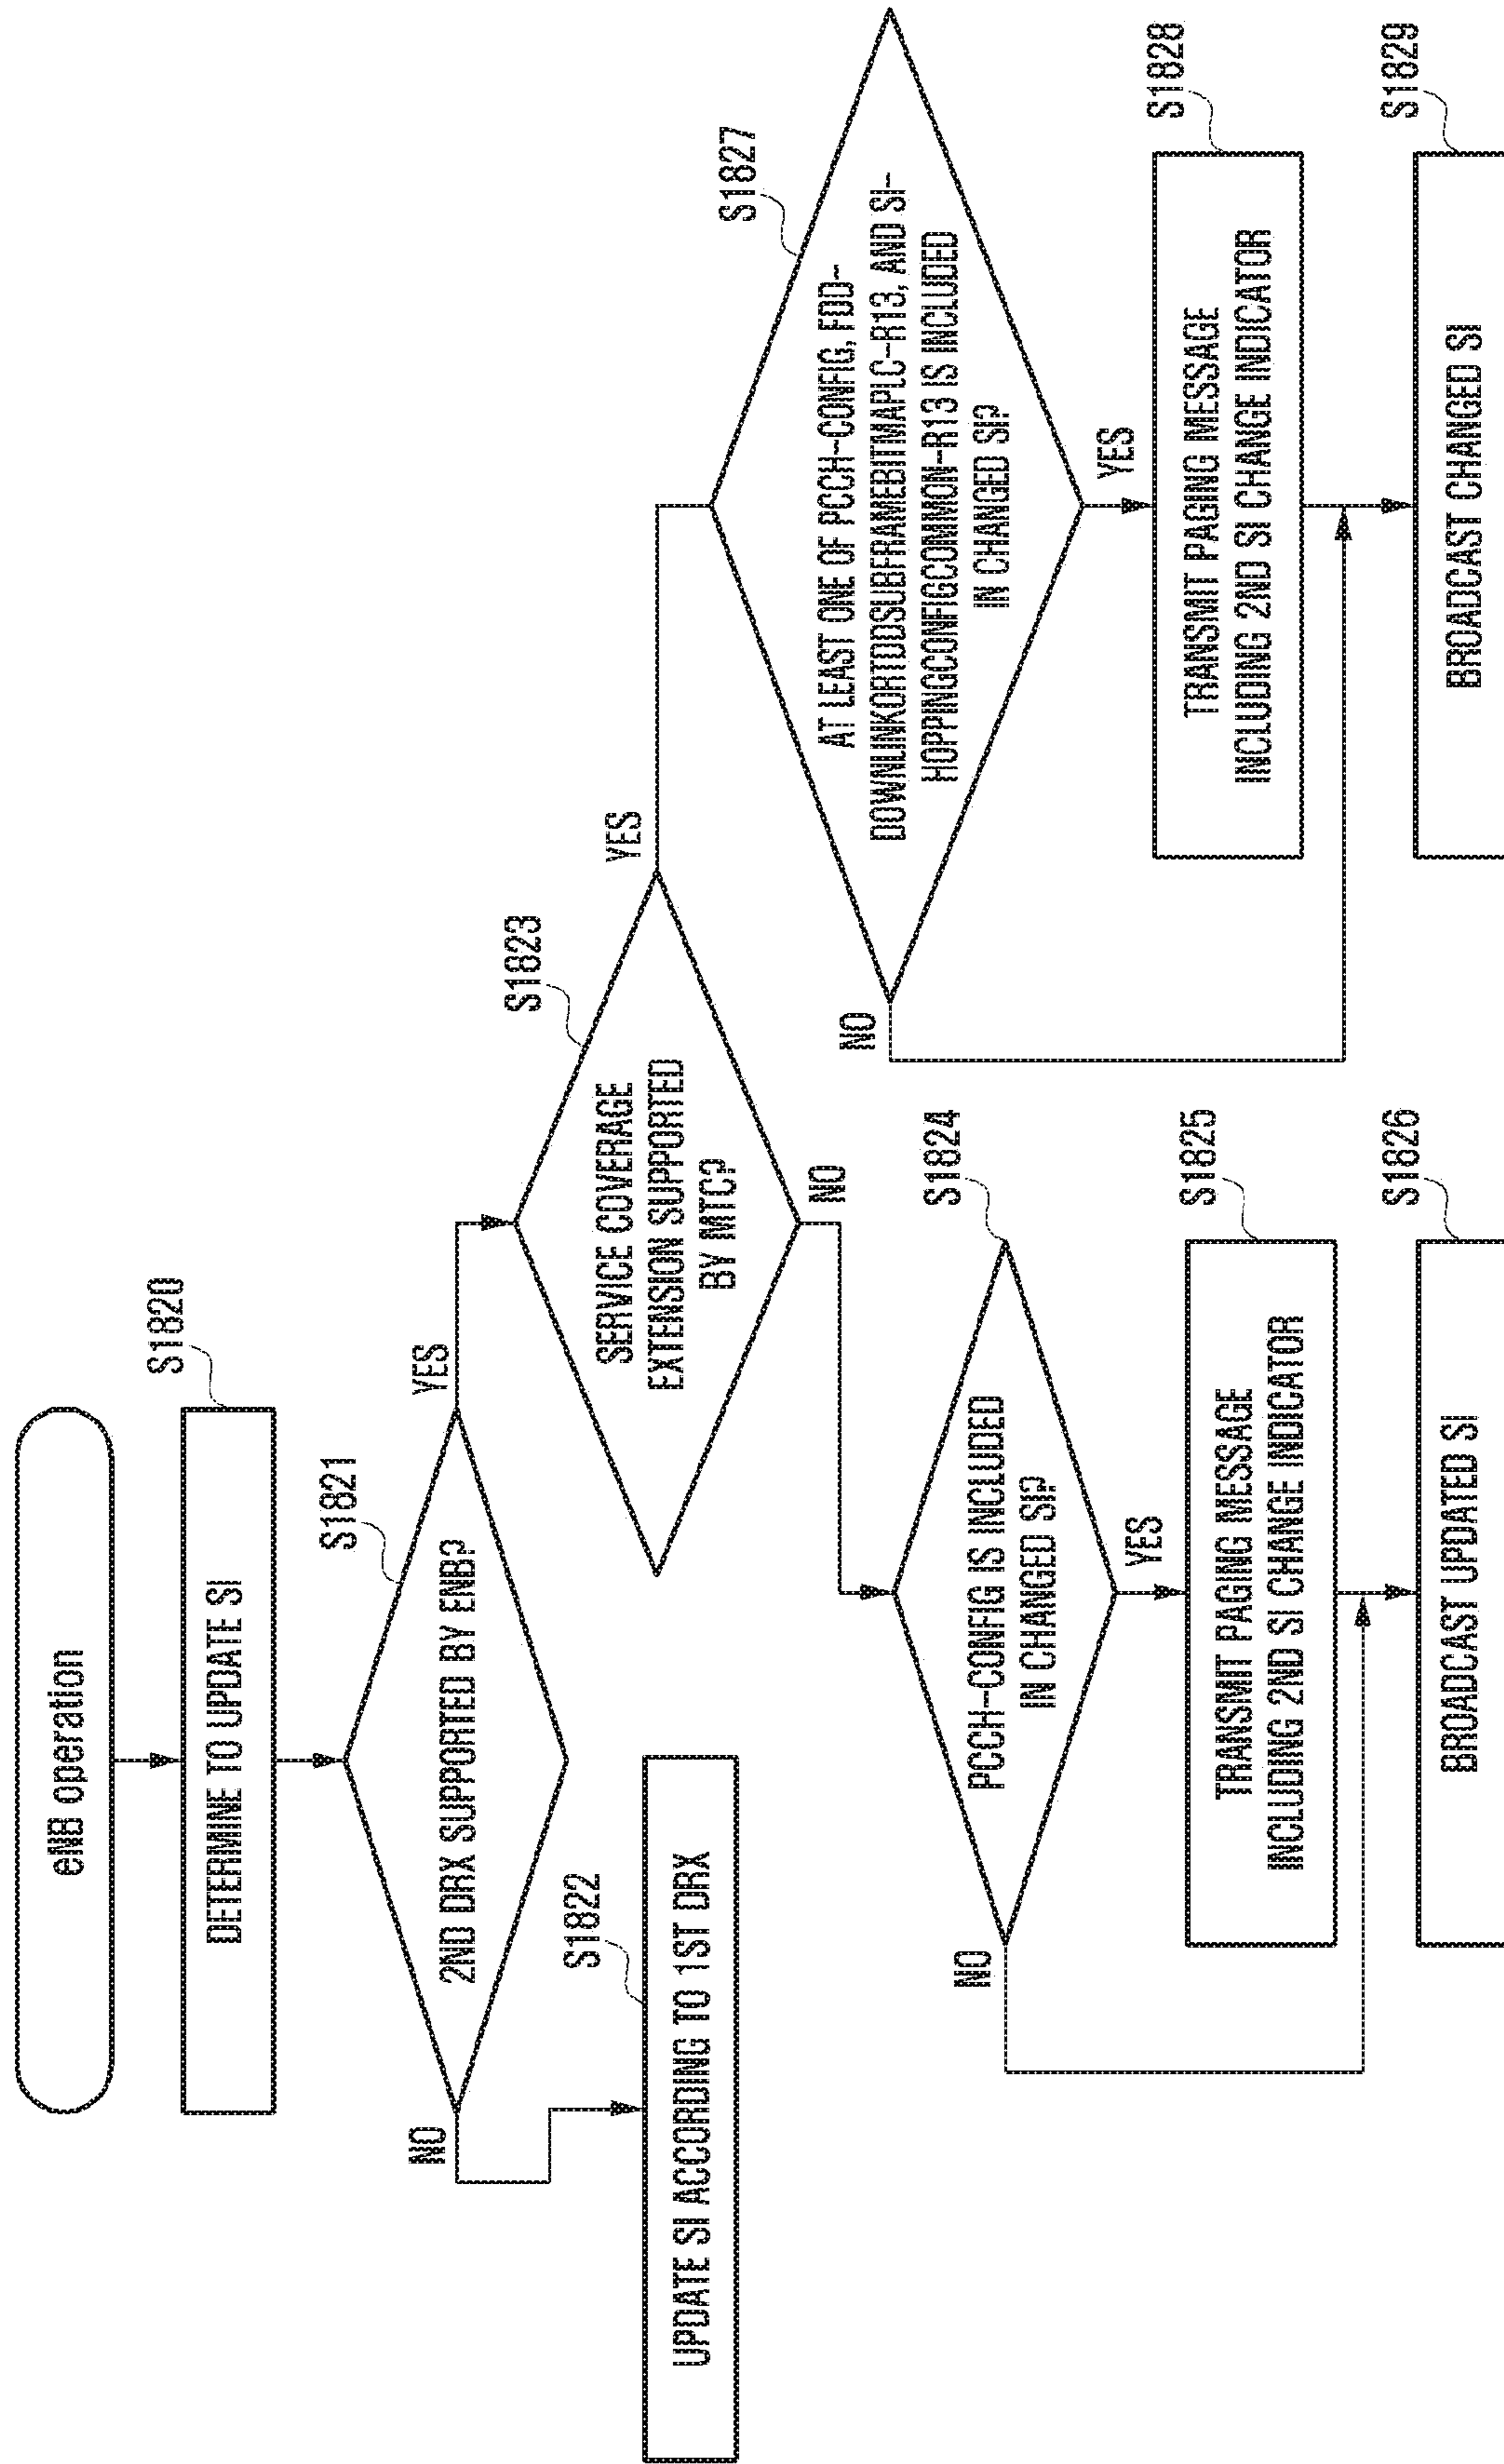 eNB operation
DETERMINE TO UPDATE SI
S1820
2ND DRX SUPPORTED BY ENB?
S1821
NO
YES
UPDATE SI ACCORDING TO 1ST DRX
S1822
SERVICE COVERAGE
EXTENSION SUPPORTED
BY MTC?
S1823
YES
NO
PCCH-CONFIG IS INCLUDED
IN CHANGED SI?
S1824
NO
YES
TRANSMIT PAGING MESSAGE
INCLUDING 2ND SI CHANGE INDICATOR
S1825
BROADCAST UPDATED SI
S1826
AT LEAST ONE OF PCCH-CONFIG, FDD-
DOWNLINKORTDDSUBFRAMEBITMAPLC-R13, AND SI-
HOPPINGCONFIGCOMMON-R13 IS INCLUDED
IN CHANGED SI?
S1827
NO
YES
TRANSMIT PAGING MESSAGE
INCLUDING 2ND SI CHANGE INDICATOR
S1828
BROADCAST CHANGED SI
S1829